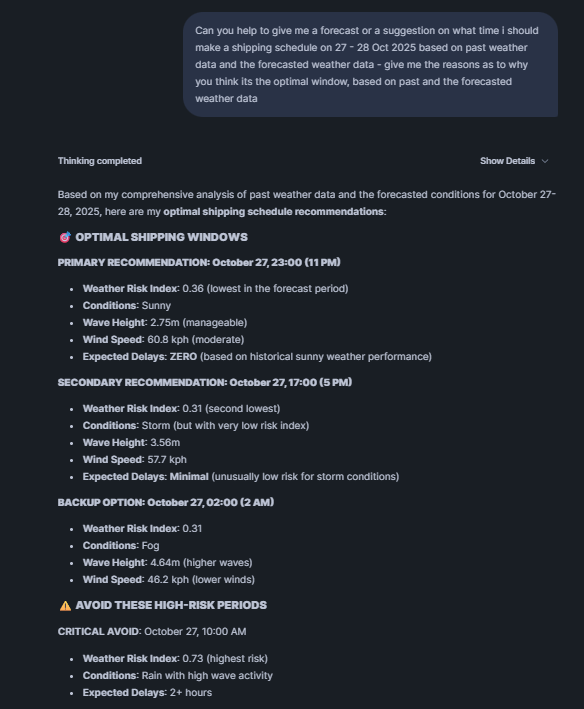 Can you help to give me a forecast or a suggestion on what time i should
make a shipping schedule on 27 - 28 Oct 2025 based on past weather
data and the forecasted weather data - give me the reasons as to why
you think its the optimal window, based on past and the forecasted
weather data
Thinking completed
Show Details
Based on my comprehensive analysis of past weather data and the forecasted conditions for October 27-
28, 2025, here are my optimal shipping schedule recommendations:
🎯 OPTIMAL SHIPPING WINDOWS
PRIMARY RECOMMENDATION: October 27, 23:00 (11 PM)
• Weather Risk Index: 0.36 (lowest in the forecast period)
• Conditions: Sunny
• Wave Height: 2.75m (manageable)
• Wind Speed: 60.8 kph (moderate)
• Expected Delays: ZERO (based on historical sunny weather performance)
SECONDARY RECOMMENDATION: October 27, 17:00 (5 PM)
• Weather Risk Index: 0.31 (second lowest)
• Conditions: Storm (but with very low risk index)
• Wave Height: 3.56m
• Wind Speed: 57.7 kph
• Expected Delays: Minimal (unusually low risk for storm conditions)
BACKUP OPTION: October 27, 02:00 (2 AM)
• Weather Risk Index: 0.31
• Conditions: Fog
• Wave Height: 4.64m (higher waves)
• Wind Speed: 46.2 kph (lower winds)
⚠️ AVOID THESE HIGH-RISK PERIODS
CRITICAL AVOID: October 27, 10:00 AM
• Weather Risk Index: 0.73 (highest risk)
• Conditions: Rain with high wave activity
• Expected Delays: 2+ hours